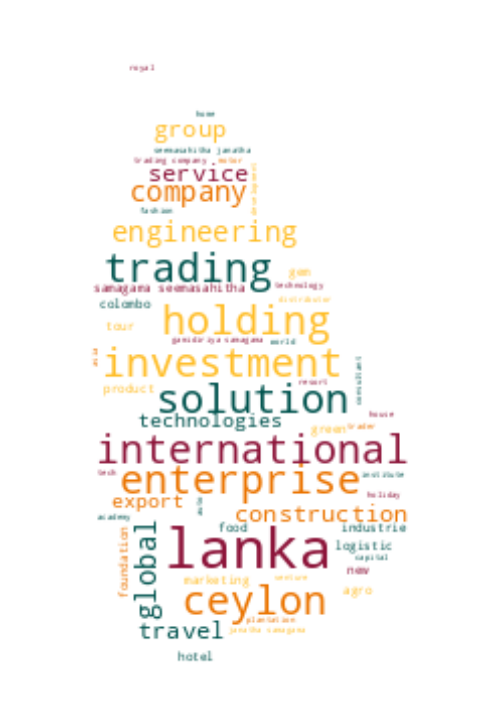 royal
home
group
seemasahitha janatha
trading company motor
service
development
company
fashion
engineering
trading
gem
samagama seemasahitha technology
distributor
colombo
holding
tour
gamidiriya samagama world
asia
investment
consultant
resort
product
solution
technologies
house
green trader
international
tech
enterprise
institute
export
holiday
construction
academy
food
industrie
foundation
global
lanka
logistic
capital
new
marketing
venture
ceylon
agro
plantation
travel
janatha samagama
hotel